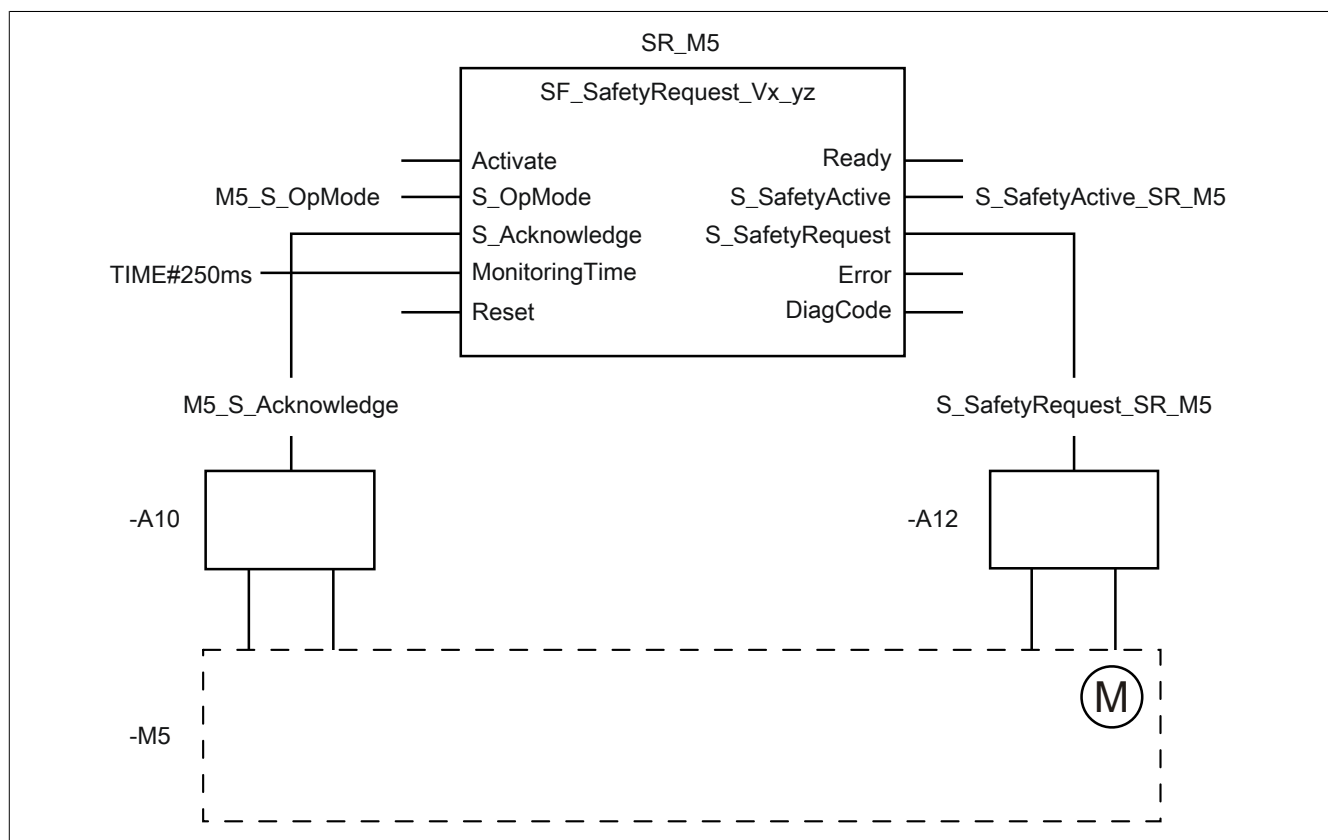 SR_M5
SF_SafetyRequest_Vx_yz
Activate Ready
M5_S_OpMode S_OpMode S_SafetyActive S_SafetyActive_SR_M5
S_Acknowledge S_SafetyRequest
TIME#250ms MonitoringTime Error
Reset DiagCode
M5_S_Acknowledge S_SafetyRequest_SR_M5
-A10 -A12
M
-M5